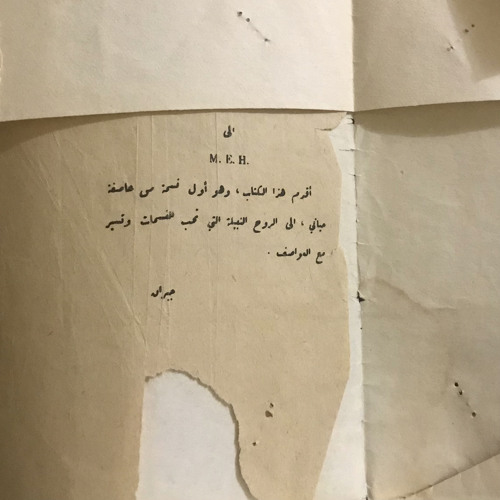 الى
M. E. H.
أقدم هذا الكتاب ، وهو أول نسمة من عاصفة
حياتي ، الى الروح النبيلة التي تحب النسمات وتسير
مع العواصف .
جبران